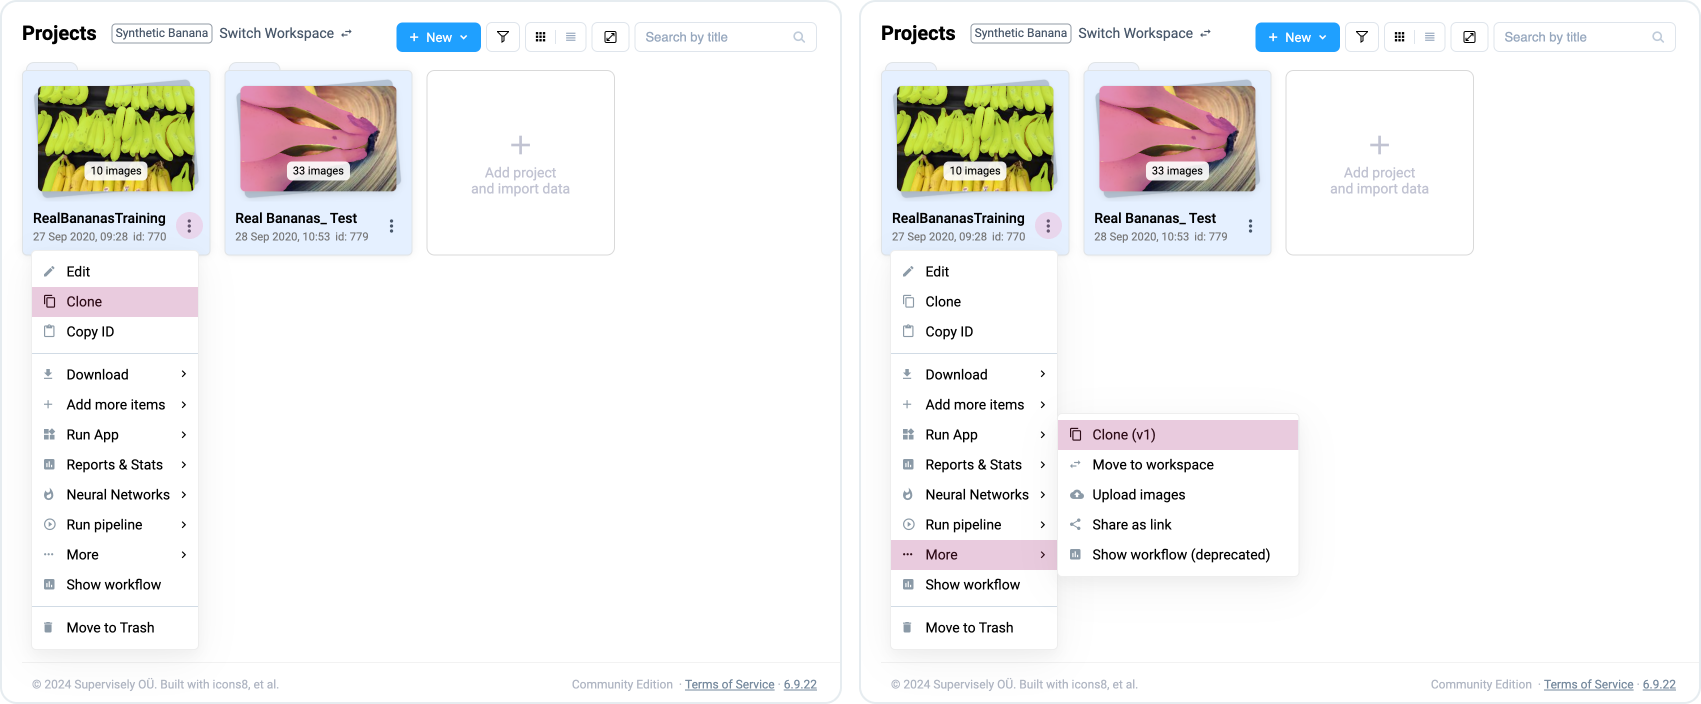 Projects
Synthetic Banana
Switch Workspace
New
Search by title
10 images
33 images
RealBananasTraining
27 Sep 2020, 09:28 id: 770
Real Bananas_ Test
28 Sep 2020, 10:53 id: 779
Add project
and import data
Edit
Clone
Copy ID
Download
Add more items
Run App
Reports & Stats
Neural Networks
Run pipeline
More
Show workflow
Move to Trash
© 2024 Supervisely OÜ. Built with icons8, et al.
Community Edition · Terms of Service · 6.9.22
Projects
Synthetic Banana
Switch Workspace
New
Search by title
10 images
33 images
RealBananasTraining
27 Sep 2020, 09:28 id: 770
Real Bananas_ Test
28 Sep 2020, 10:53 id: 779
Add project
and import data
Edit
Clone
Copy ID
Download
Add more items
Run App
Reports & Stats
Neural Networks
Run pipeline
More
Show workflow
Move to Trash
Clone (v1)
Move to workspace
Upload images
Share as link
Show workflow (deprecated)
© 2024 Supervisely OÜ. Built with icons8, et al.
Community Edition · Terms of Service · 6.9.22